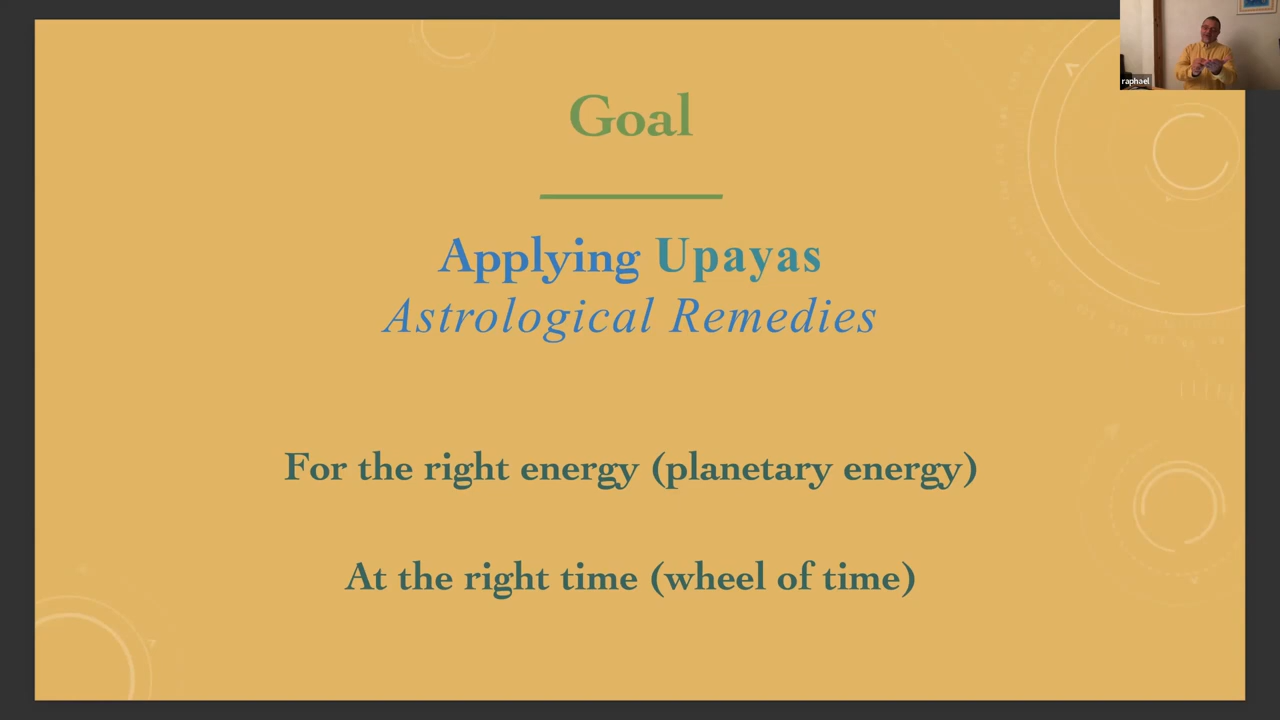 raphael
Goal
Applying Upayas
Astrological Remedies
For the right energy (planetary energy)
At the right time (wheel of time)